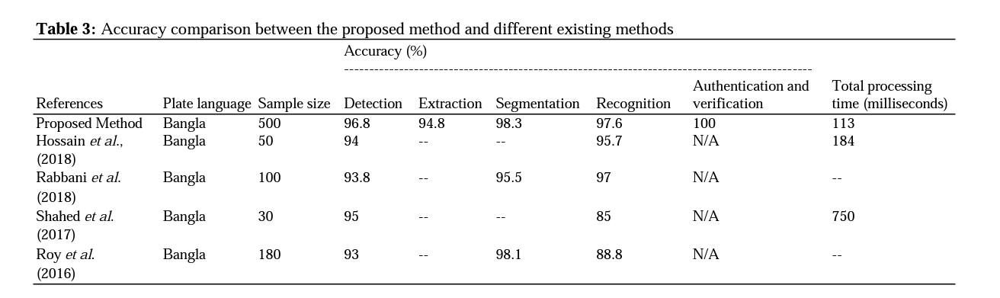 Table 3: Accuracy comparison between the proposed method and different existing methods
Accuracy (%)
--------------------------------------------------------------------------------------------
Authentication and Total processing
References Plate language Sample size Detection Extraction Segmentation Recognition verification time (milliseconds)
Proposed Method Bangla 500 96.8 94.8 98.3 97.6 100 113
Hossain et al., Bangla 50 94 -- -- 95.7 N/A 184
(2018)
Rabbani et al. Bangla 100 93.8 -- 95.5 97 N/A --
(2018)
Shahed et al. Bangla 30 95 -- -- 85 N/A 750
(2017)
Roy et al. Bangla 180 93 -- 98.1 88.8 N/A --
(2016)